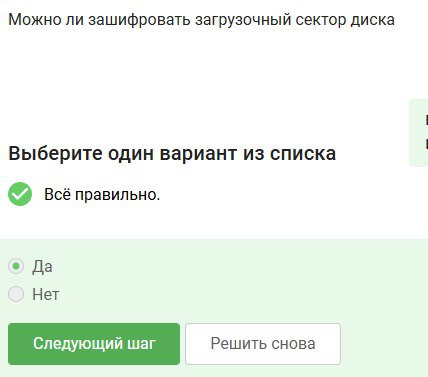 Можно ли зашифровать загрузочный сектор диска
Выберите один вариант из списка
Всё правильно.
Да
Нет
Следующий шаг
Решить снова